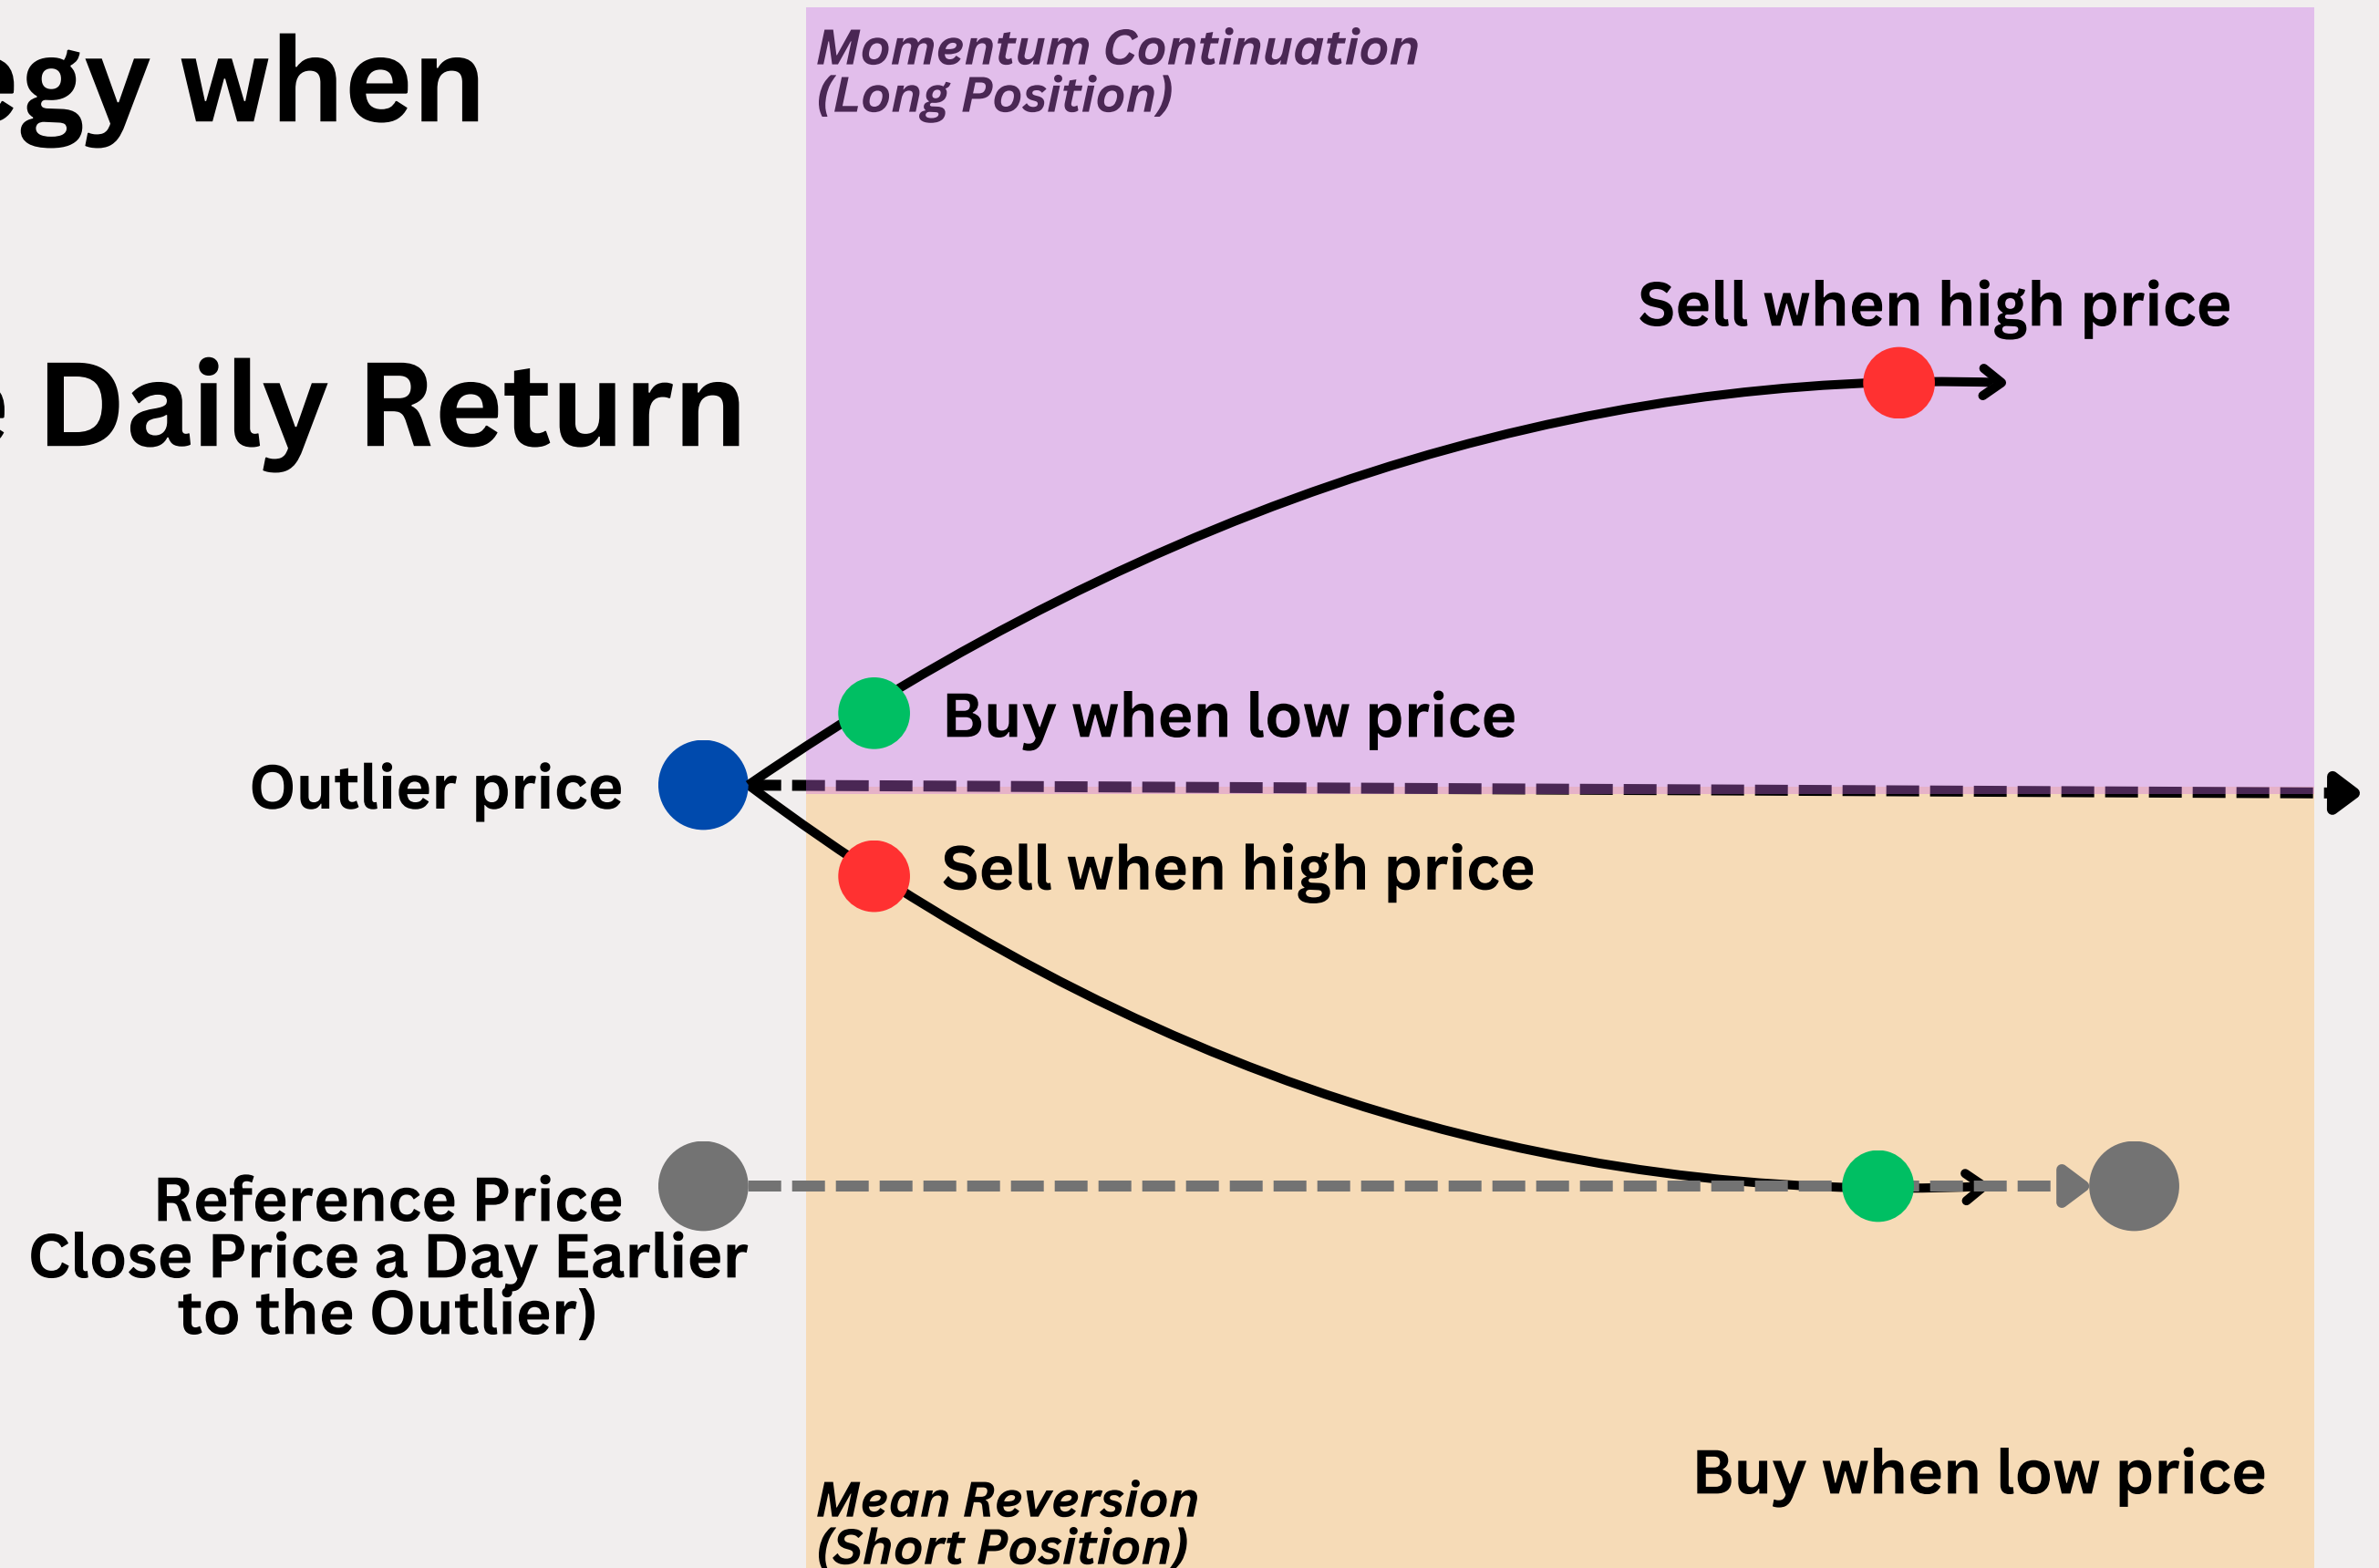 when
Daily Return
Momentum Continuation
(Long Position)
Sell when high price
Buy when low price
Outlier price
Sell when high price
Reference Price
Close Price a Day Earlier
to the Outlier)
Buy when low price
Mean Reversion
(Short Position)